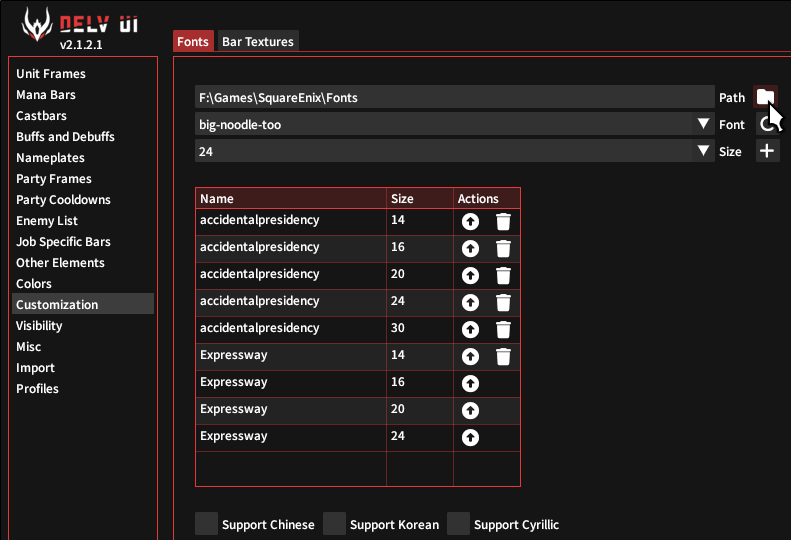 DELV UI
v2.1.2.1
Fonts
Bar Textures
Unit Frames
Mana Bars
Castbars
Buffs and Debuffs
Nameplates
Party Frames
Party Cooldowns
Enemy List
Job Specific Bars
Other Elements
Colors
Customization
Visibility
Misc
Import
Profiles
F:\Games\SquareEnix\Fonts Path
big-noodle-too Font
24 Size
Name Size Actions
accidentalpresidency 14
accidentalpresidency 16
accidentalpresidency 20
accidentalpresidency 24
accidentalpresidency 30
Expressway 14
Expressway 16
Expressway 20
Expressway 24
Support Chinese Support Korean Support Cyrillic